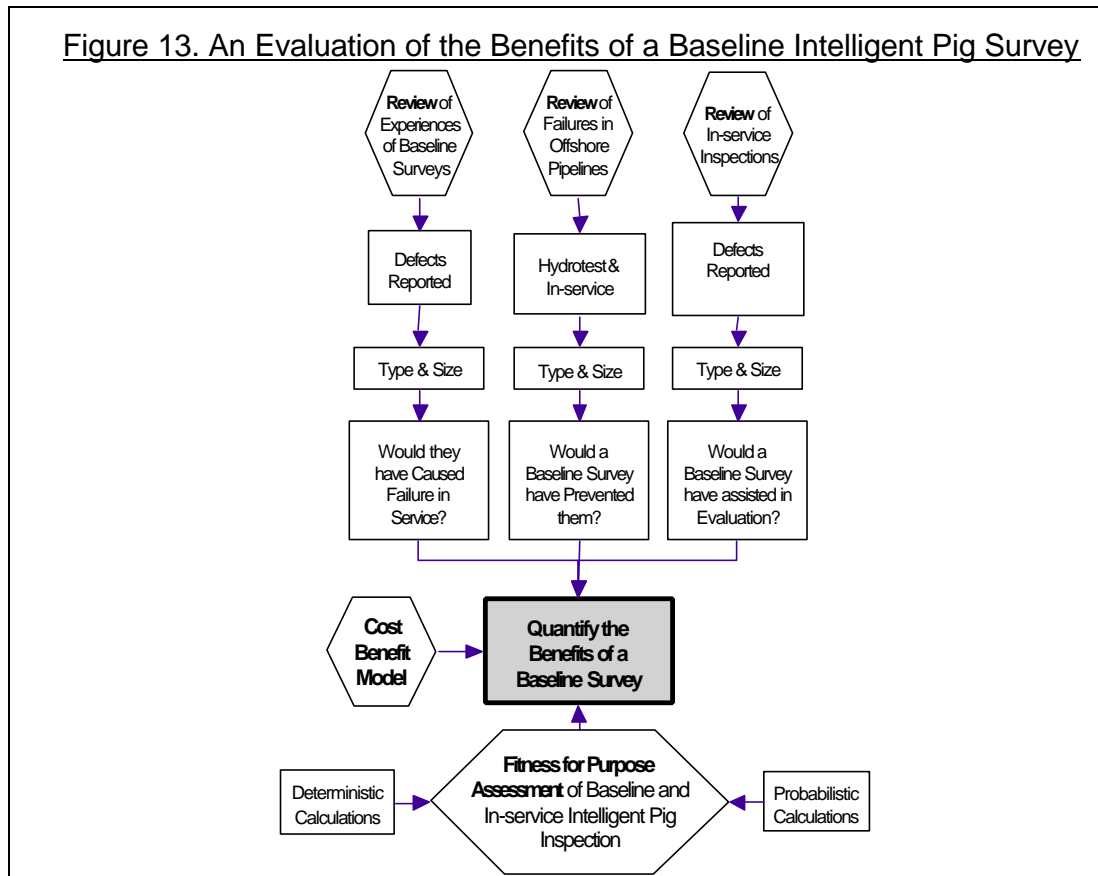 Figure 13. An Evaluation of the Benefits of a Baseline Intelligent Pig Survey
Review of
Experiences
of Baseline
Surveys
Review of
Failures in
Offshore
Pipelines
Review of
In-service
Inspections
Defects
Reported
Hydrotest &
In-service
Defects
Reported
Type & Size
Type & Size
Type & Size
Would they
have Caused
Failure in
Service?
Would a
Baseline Survey
have Prevented
them?
Would a
Baseline Survey
have assisted in
Evaluation?
Cost
Benefit
Model
Quantify the
Benefits of a
Baseline Survey
Deterministic
Calculations
Fitness for Purpose
Assessment of Baseline and
In-service Intelligent Pig
Inspection
Probabilistic
Calculations